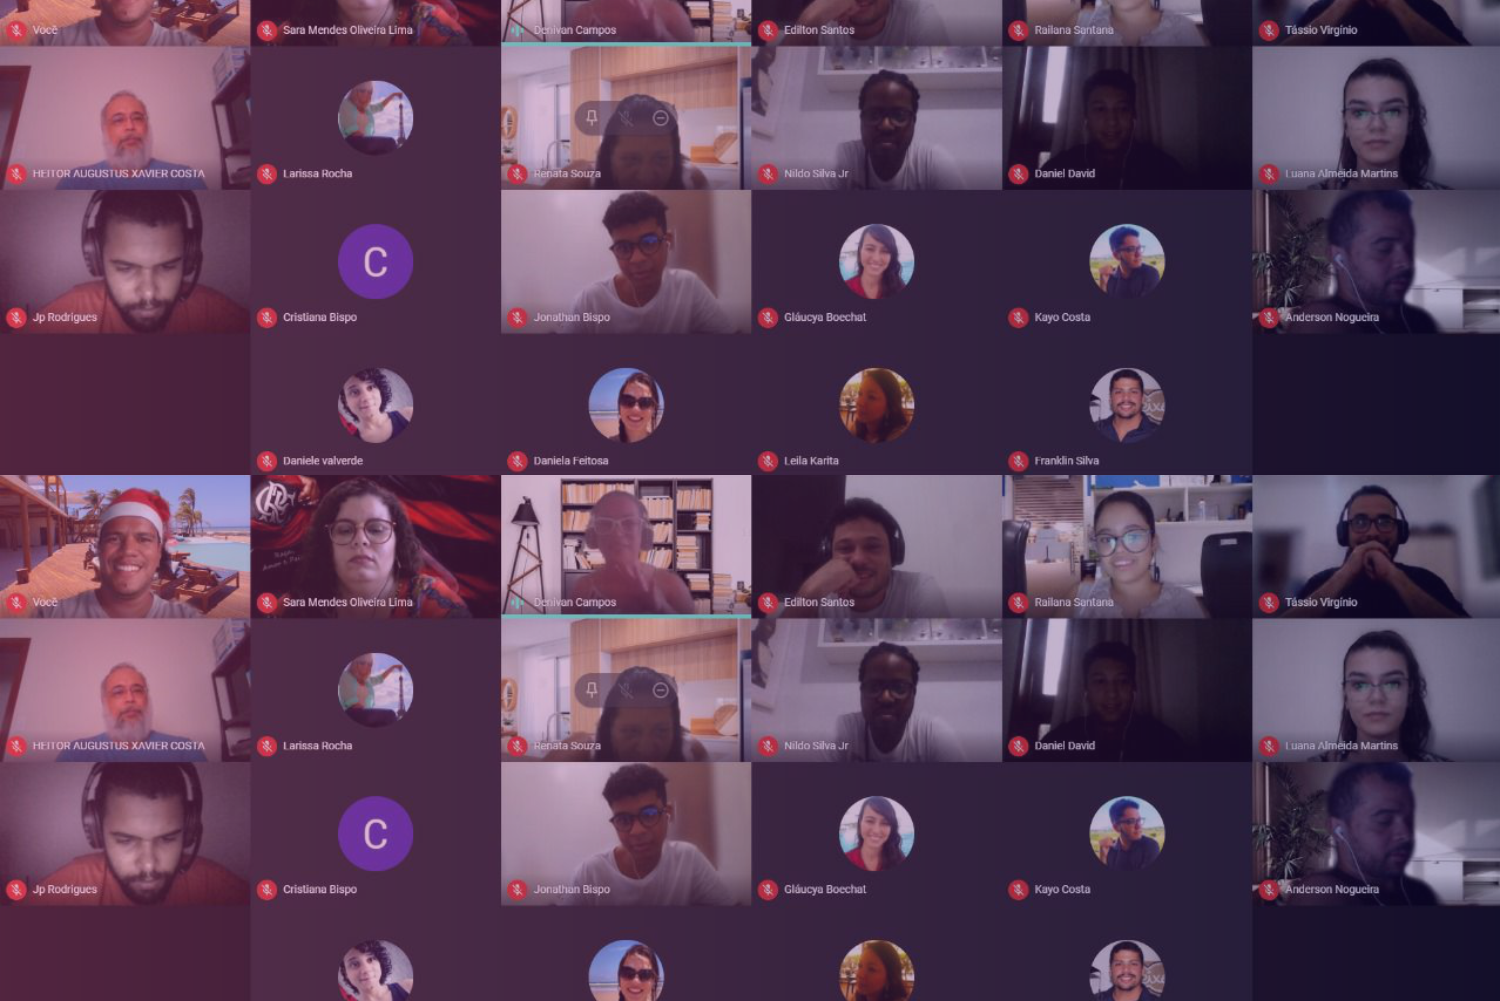 Você
Sara Mendes Oliveira Lima
Denivan Campos
Edilton Santos
Railana Santana
Tássio Virgínio
HEITOR AUGUSTUS XAVIER COSTA
Larissa Rocha
Renata Souza
Nildo Silva Jr
Daniel David
Luana Almeida Martins
Jp Rodrigues
C
Cristiana Bispo
Jonathan Bispo
Gláucya Boechat
Kayo Costa
Anderson Nogueira
Daniele valverde
Daniela Feitosa
Leila Karita
Franklin Silva
Você
Sara Mendes Oliveira Lima
Denivan Campos
Edilton Santos
Railana Santana
Tássio Virgínio
HEITOR AUGUSTUS XAVIER COSTA
Larissa Rocha
Renata Souza
Nildo Silva Jr
Daniel David
Luana Almeida Martins
Jp Rodrigues
C
Cristiana Bispo
Jonathan Bispo
Gláucya Boechat
Kayo Costa
Anderson Nogueira